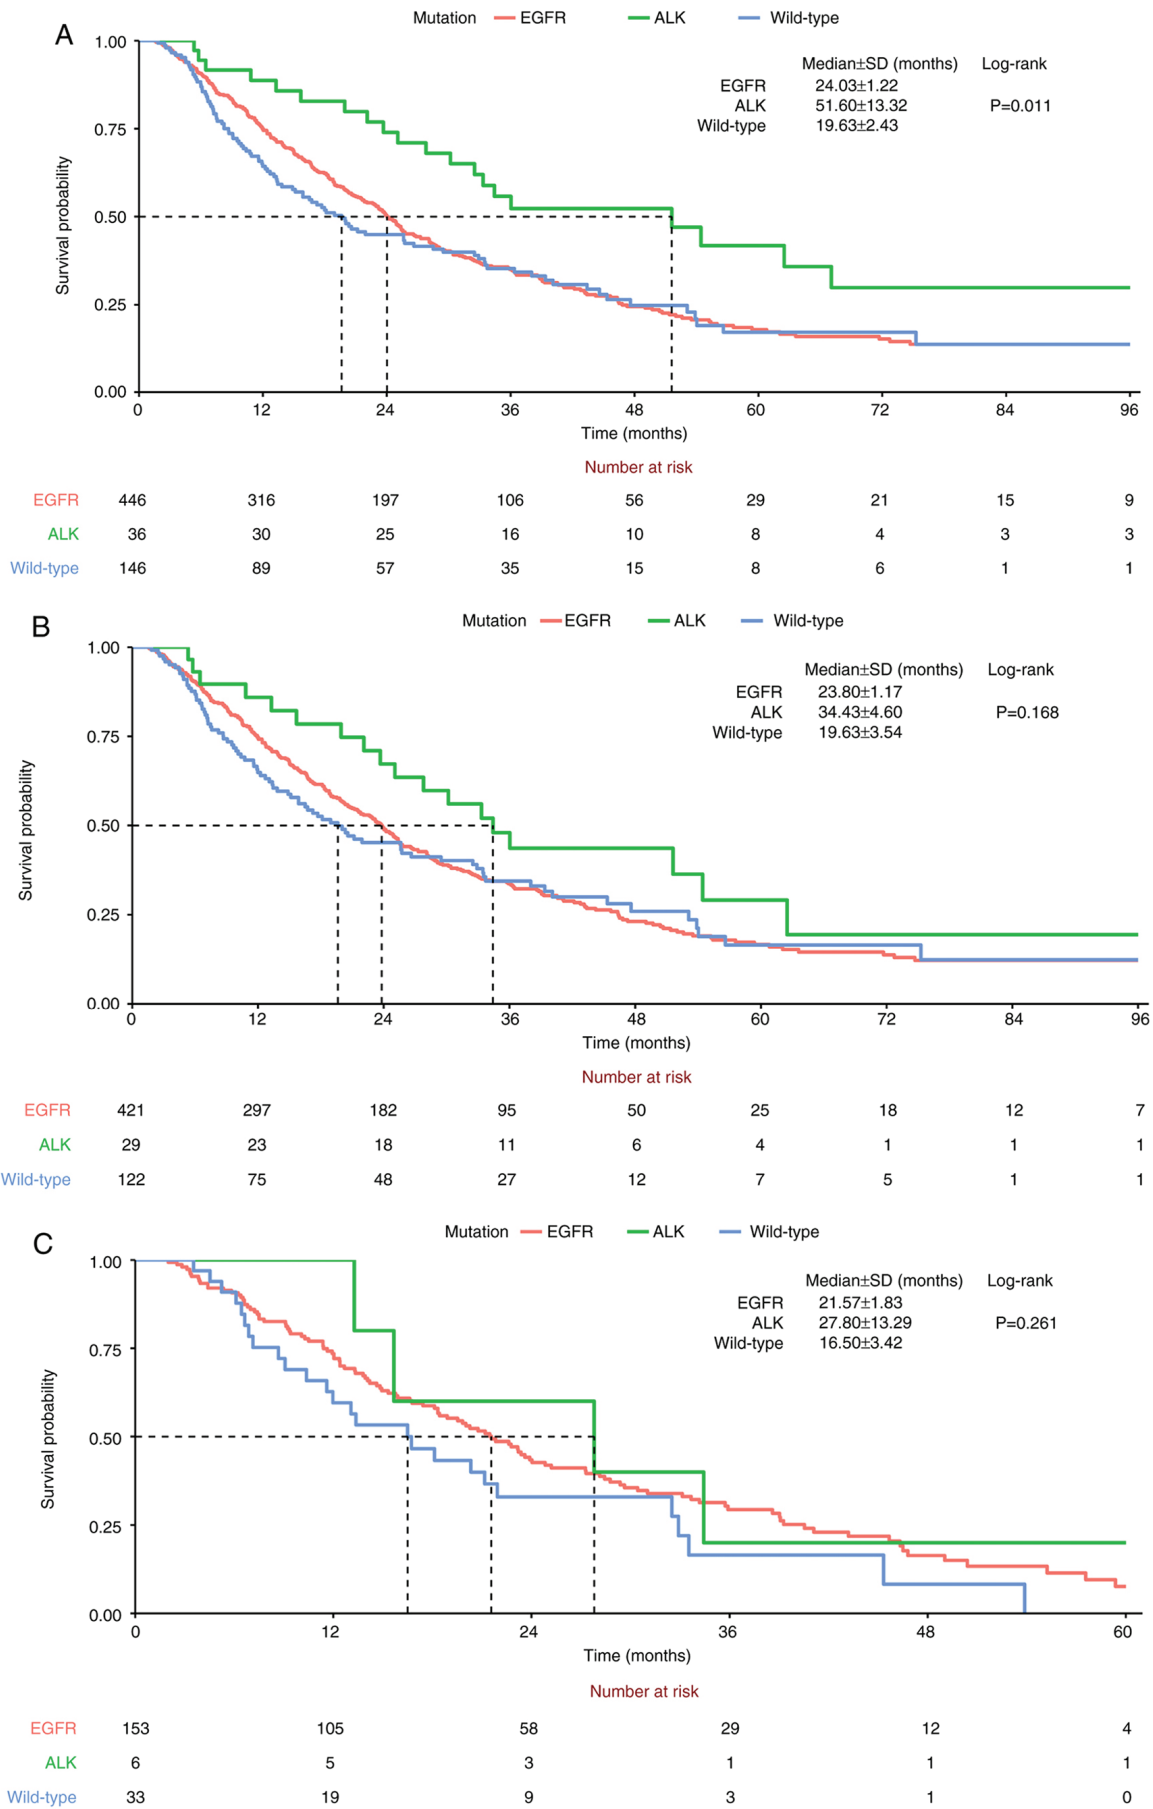 A
Mutation EGFR ALK Wild-type
Median±SD (months) Log-rank
EGFR 24.03±1.22
ALK 51.60±13.32 P=0.011
Wild-type 19.63±2.43
Survival probability
1.00
0.75
0.50
0.25
0.00
0 12 24 36 48 60 72 84 96
Time (months)
Number at risk
EGFR 446 316 197 106 56 29 21 15 9
ALK 36 30 25 16 10 8 4 3 3
Wild-type 146 89 57 35 15 8 6 1 1
B
Mutation EGFR ALK Wild-type
Median±SD (months) Log-rank
EGFR 23.80±1.17
ALK 34.43±4.60 P=0.168
Wild-type 19.63±3.54
Survival probability
1.00
0.75
0.50
0.25
0.00
0 12 24 36 48 60 72 84 96
Time (months)
Number at risk
EGFR 421 297 182 95 50 25 18 12 7
ALK 29 23 18 11 6 4 1 1 1
Wild-type 122 75 48 27 12 7 5 1 1
C
Mutation EGFR ALK Wild-type
Median±SD (months) Log-rank
EGFR 21.57±1.83
ALK 27.80±13.29 P=0.261
Wild-type 16.50±3.42
Survival probability
1.00
0.75
0.50
0.25
0.00
0 12 24 36 48 60
Time (months)
Number at risk
EGFR 153 105 58 29 12 4
ALK 6 5 3 1 1 1
Wild-type 33 19 9 3 1 0